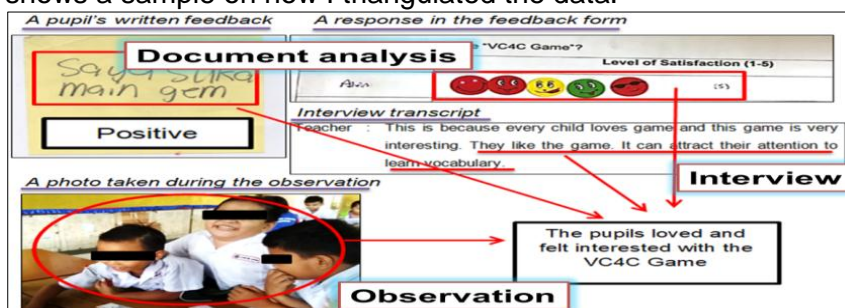 shows a sample on how I triangulated the data.
A pupil's written feedback
A response in the feedback form
Document analysis
"VC4C Game"?
Level of Satisfaction (1-5)
Saya suka
main gem
(5)
Positive
Interview transcript
Teacher : This is because every child loves game and this game is very
interesting. They like the game. It can attract their attention to
learn vocabulary.
Interview
A photo taken during the observation
The pupils loved and
felt interested with the
VC4C Game
Observation